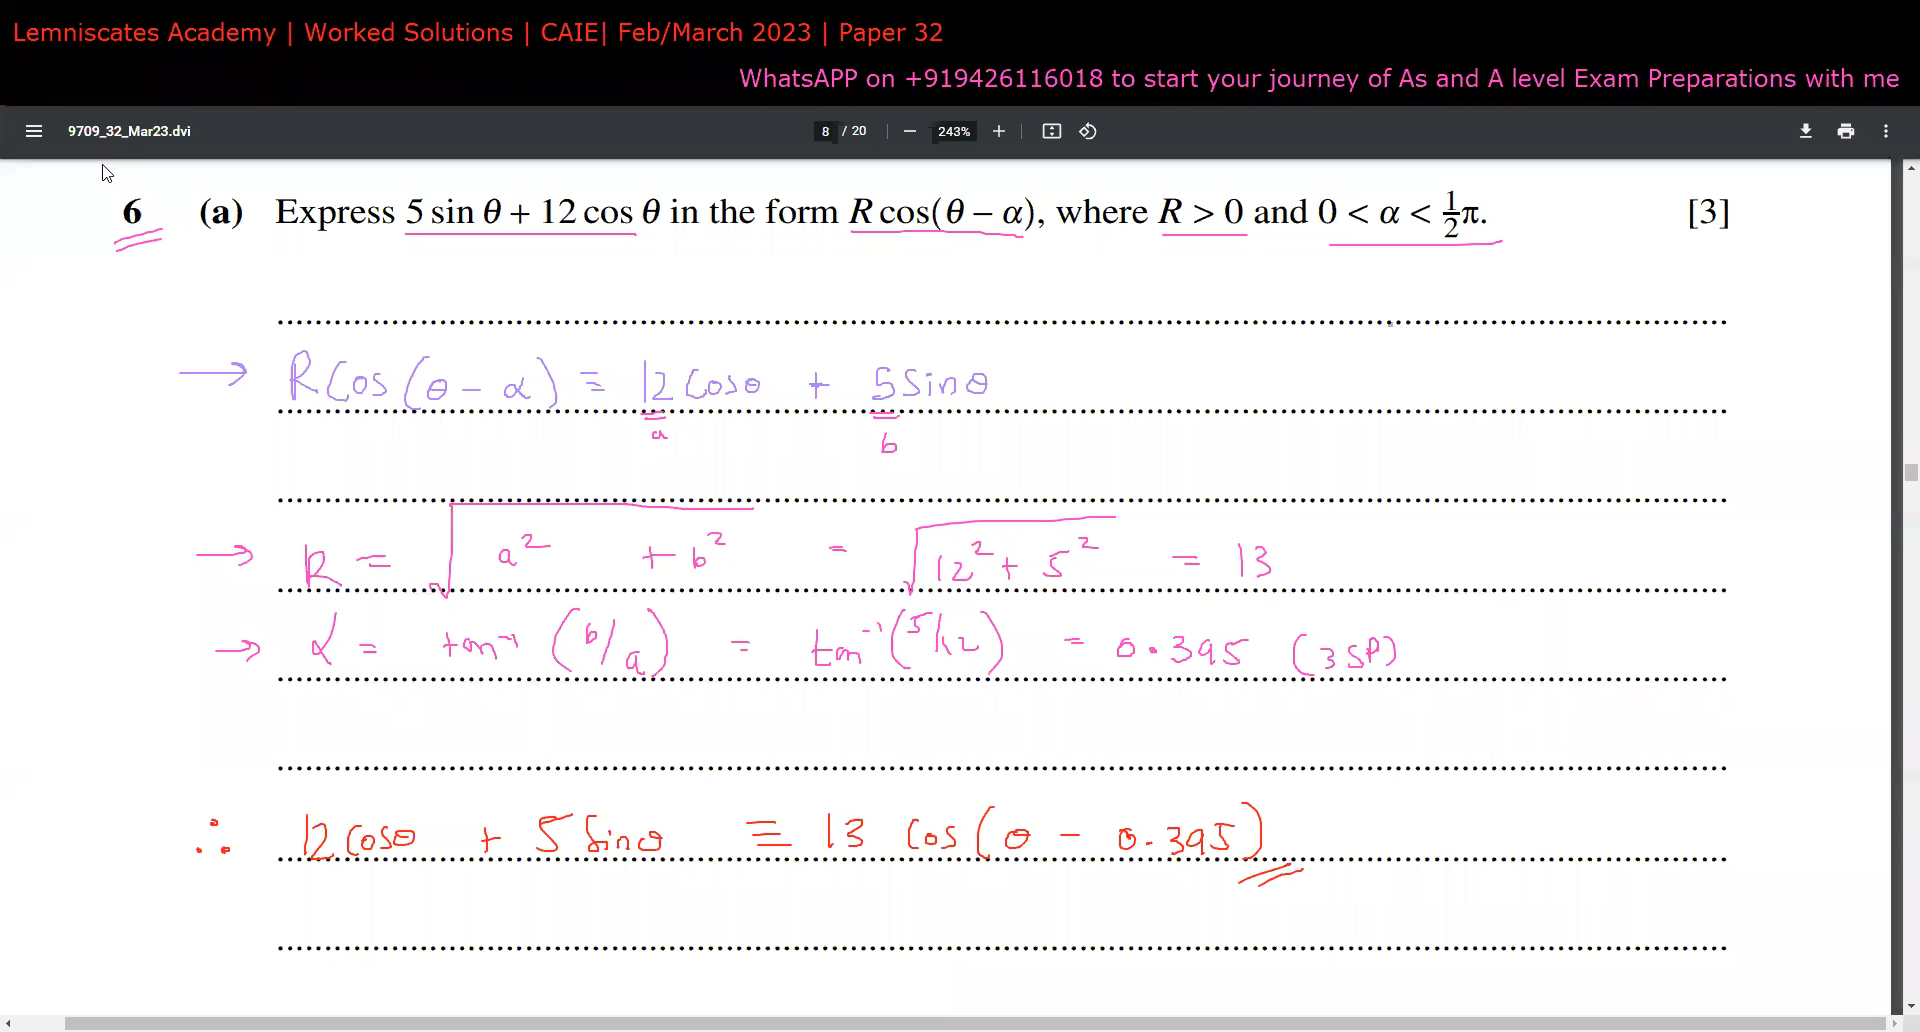 Lemniscates Academy | Worked Solutions | CAIE| Feb/March 2023 | Paper 32
WhatsAPP on +919426116018 to start your journey of As and A level Exam Preparations with me
9709_32_Mar23.dvi 8 / 20 243%
6 (a) Express 5 sin θ + 12 cos θ in the form R cos(θ − α), where R > 0 and 0 < α < ½π. [3]
→ R Cos (θ − α) ≡ 12 Cosθ + 5 Sinθ
a b
→ R = √(a² + b²) = √(12² + 5²) = 13
→ α = tan⁻¹ (b/a) = tan⁻¹ (5/12) = 0.395 (3SF)
∴ 12 Cosθ + 5 Sinθ ≡ 13 Cos (θ − 0.395)